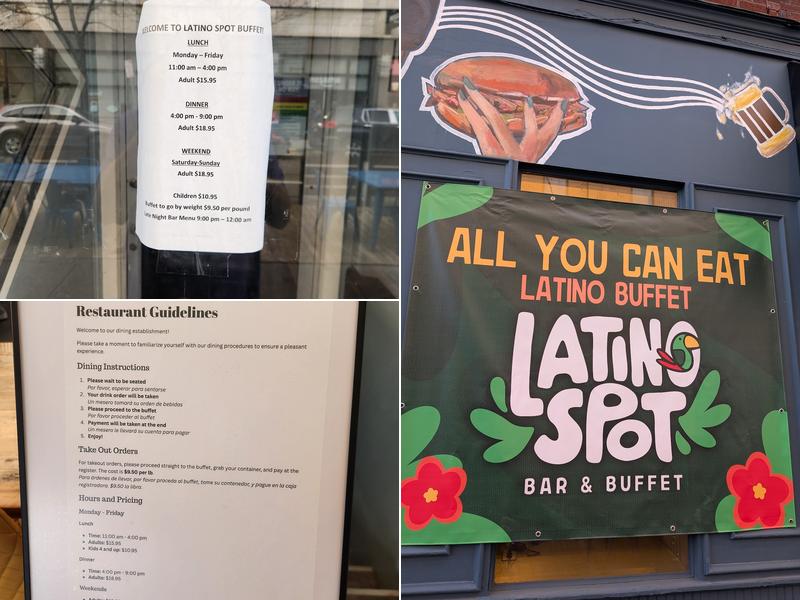 WELCOME TO LATINO SPOT BUFFET!
LUNCH
Monday – Friday
11:00 am – 4:00 pm
Adult $15.95
DINNER
4:00 pm - 9:00 pm
Adult $18.95
WEEKEND
Saturday-Sunday
Adult $18.95
Children $10.95
Buffet to go by weight $9.50 per pound
Late Night Bar Menu 9:00 pm – 12:00 am
Restaurant Guidelines
Welcome to our dining establishment!
Please take a moment to familiarize yourself with our dining procedures to ensure a pleasant
experience.
Dining Instructions
1. Please wait to be seated
Por favor, esperar para sentarse
2. Your drink order will be taken
Un mesero tomará su orden de bebidas
3. Please proceed to the buffet
Por favor proceder al buffet
4. Payment will be taken at the end
Un mesero le llevará su cuenta para pagar
5. Enjoy!
Take Out Orders
For takeout orders, please proceed straight to the buffet, grab your container, and pay at the
register. The cost is $9.50 per lb.
Para órdenes de llevar, por favor proceda al buffet, tome su contenedor, y pague en la caja
registradora. $9.50 la libra.
Hours and Pricing
Monday - Friday
Lunch
• Time: 11:00 am - 4:00 pm
• Adults: $15.95
• Kids 4 and up: $10.95
Dinner
• Time: 4:00 pm - 9:00 pm
• Adults: $18.95
Weekends
ALL YOU CAN EAT
LATINO BUFFET
LATINO
SPOT
BAR & BUFFET